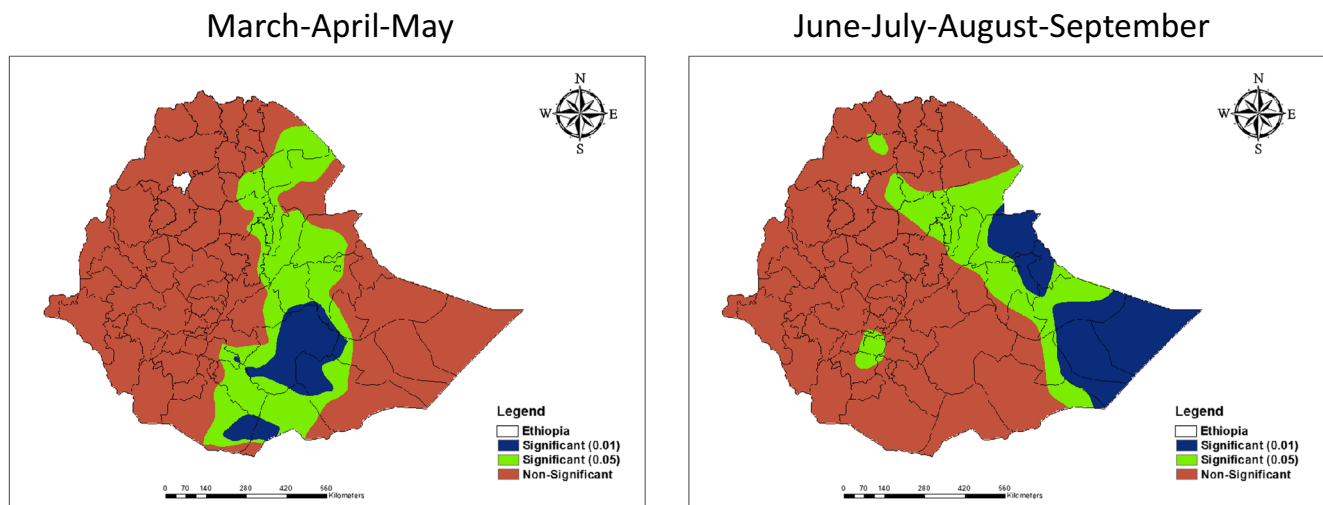 March-April-May
N
W E
S
Legend
Ethiopia
Significant (0.01)
Significant (0.05)
Non-Significant
0 70 140 280 420 560
Kilometers
June-July-August-September
N
W E
S
Legend
Ethiopia
Significant (0.01)
Significant (0.05)
Non-Significant
0 70 140 280 420 560
Kilometers